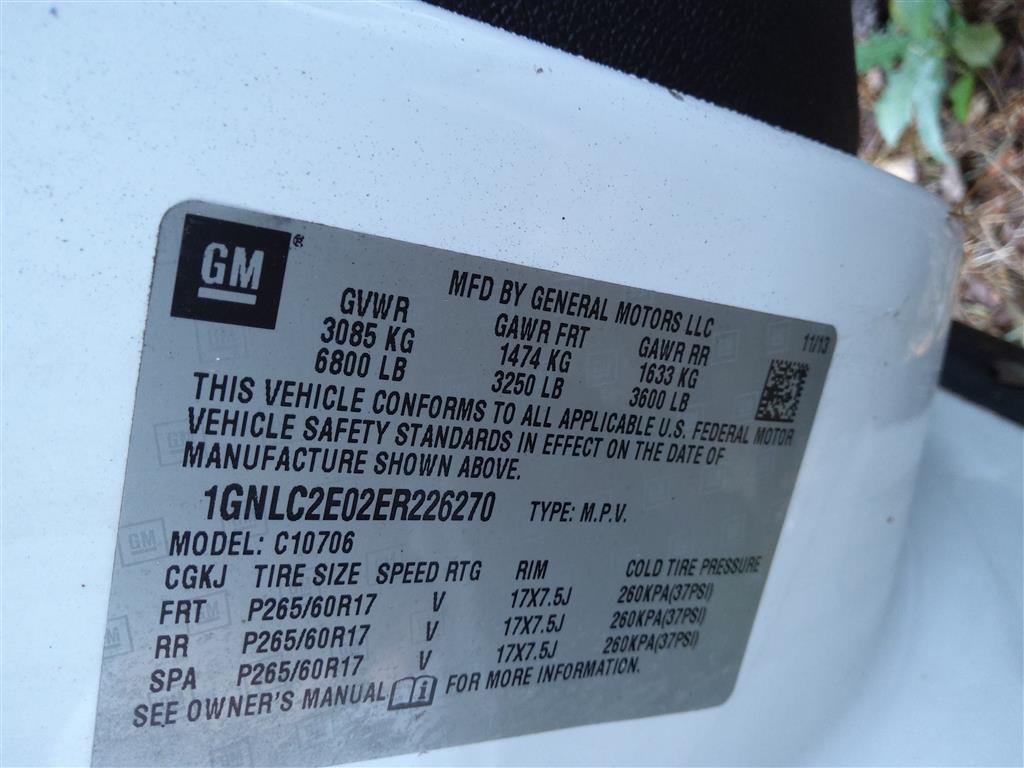 GM®
MFD BY GENERAL MOTORS LLC
11/13
GVWR GAWR FRT GAWR RR
3085 KG 1474 KG 1633 KG
6800 LB 3250 LB 3600 LB
THIS VEHICLE CONFORMS TO ALL APPLICABLE U.S. FEDERAL MOTOR
VEHICLE SAFETY STANDARDS IN EFFECT ON THE DATE OF
MANUFACTURE SHOWN ABOVE.
1GNLC2E02ER226270 TYPE: M.P.V.
MODEL: C10706
CGKJ TIRE SIZE SPEED RTG RIM COLD TIRE PRESSURE
FRT P265/60R17 V 17X7.5J 260KPA(37PSI)
RR P265/60R17 V 17X7.5J 260KPA(37PSI)
SPA P265/60R17 V 17X7.5J 260KPA(37PSI)
SEE OWNER'S MANUAL i FOR MORE INFORMATION.